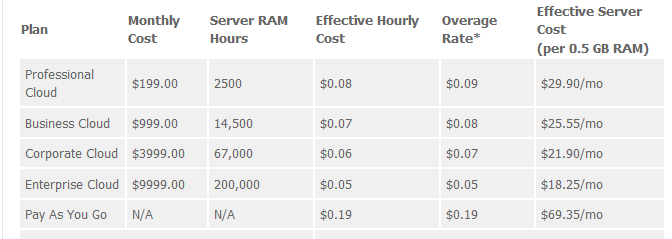 Plan Monthly Cost Server RAM Hours Effective Hourly Cost Overage Rate* Effective Server Cost (per 0.5 GB RAM)
Professional Cloud $199.00 2500 $0.08 $0.09 $29.90/mo
Business Cloud $999.00 14,500 $0.07 $0.08 $25.55/mo
Corporate Cloud $3999.00 67,000 $0.06 $0.07 $21.90/mo
Enterprise Cloud $9999.00 200,000 $0.05 $0.05 $18.25/mo
Pay As You Go N/A N/A $0.19 $0.19 $69.35/mo